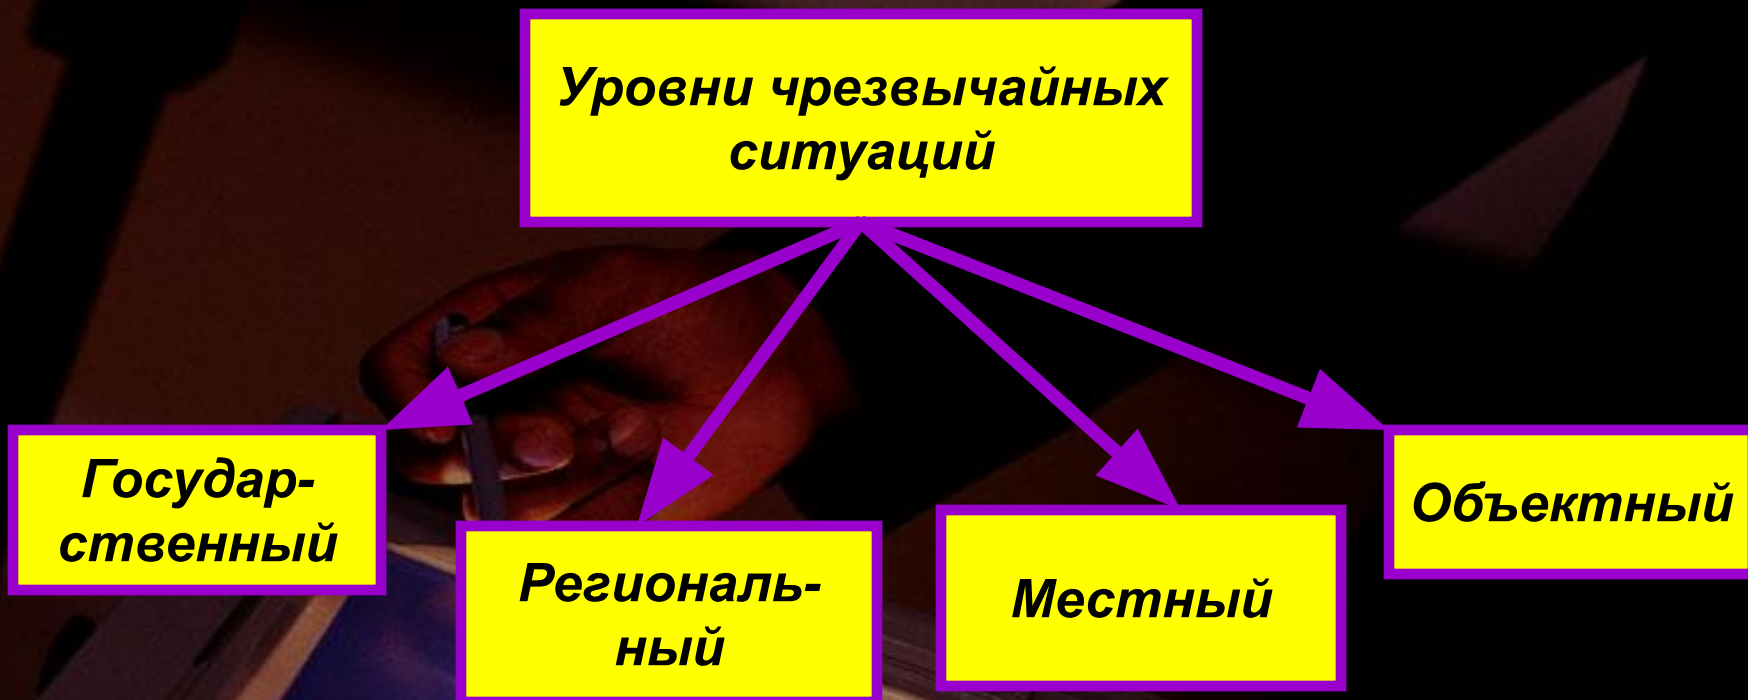 Уровни чрезвычайных
ситуаций
Государ-
ственный
Региональ-
ный
Местный
Объектный